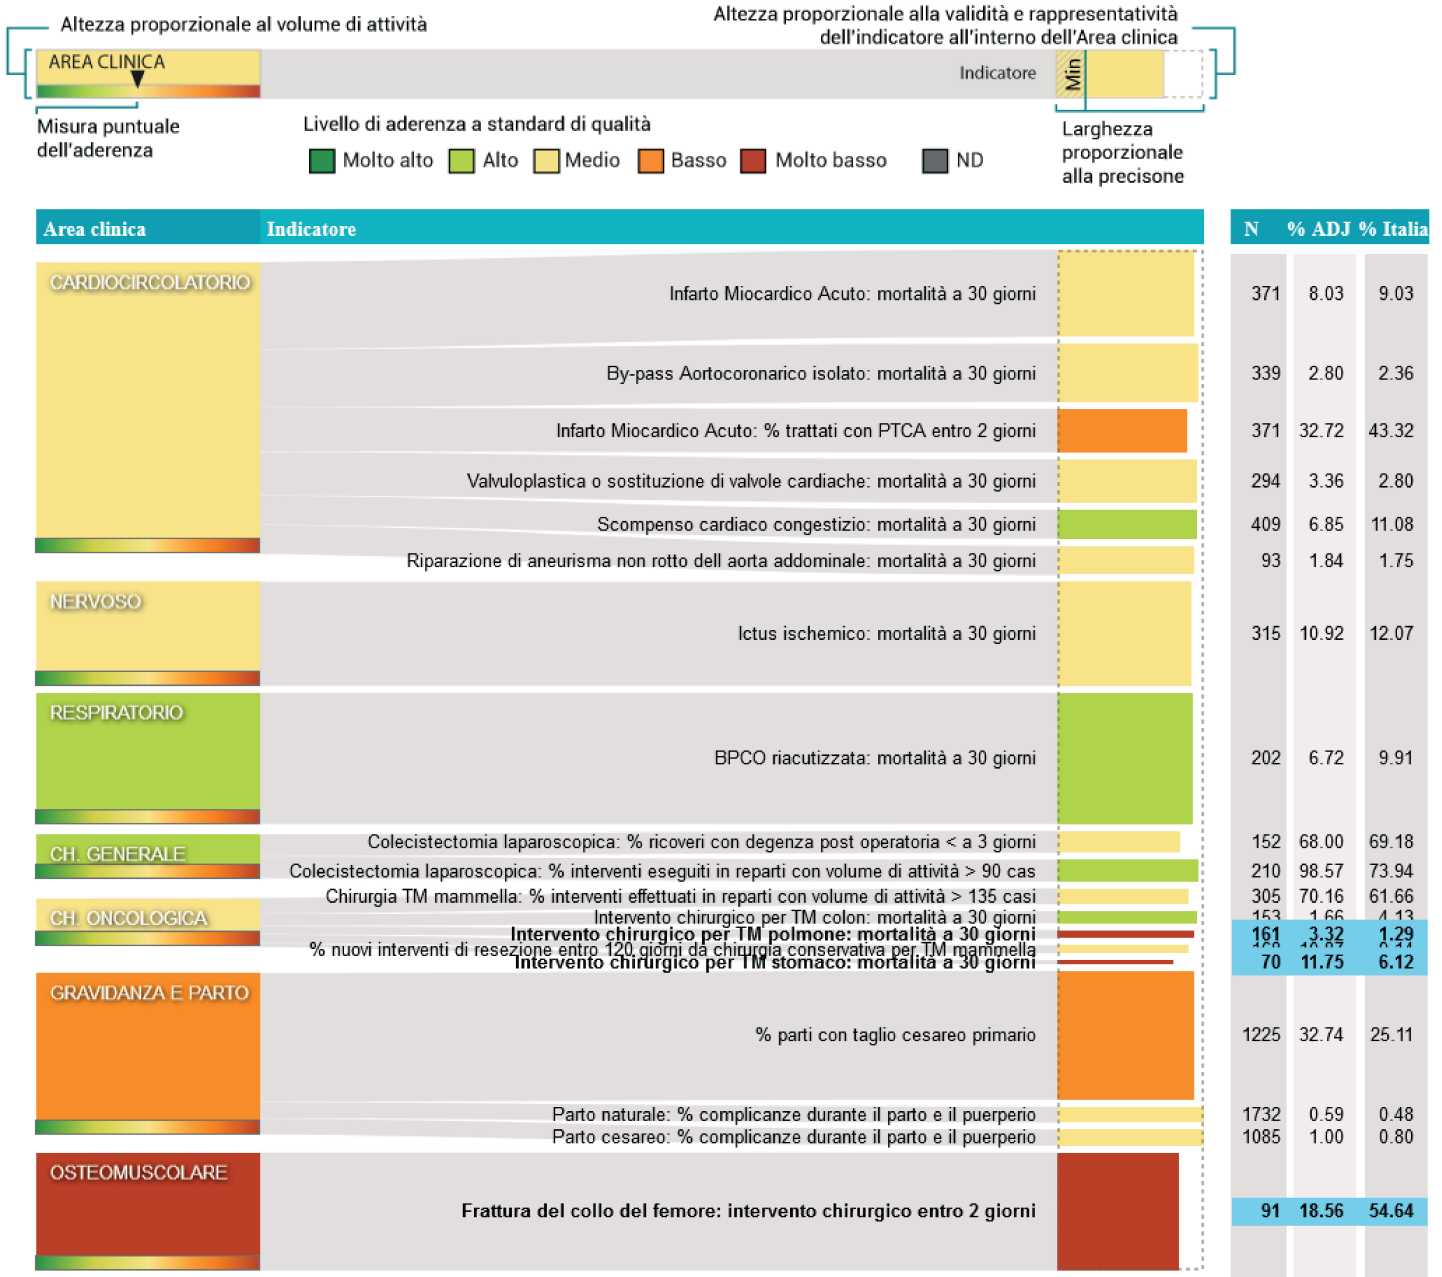 Altezza proporzionale al volume di attività
Altezza proporzionale alla validità e rappresentatività
dell'indicatore all'interno dell'Area clinica
AREA CLINICA
Indicatore
Min
Misura puntuale
dell'aderenza
Livello di aderenza a standard di qualità
Molto alto
Alto
Medio
Basso
Molto basso
ND
Larghezza
proporzionale
alla precisone
Area clinica Indicatore N % ADJ % Italia
CARDIOCIRCOLATORIO
Infarto Miocardico Acuto: mortalità a 30 giorni 371 8.03 9.03
By-pass Aortocoronarico isolato: mortalità a 30 giorni 339 2.80 2.36
Infarto Miocardico Acuto: % trattati con PTCA entro 2 giorni 371 32.72 43.32
Valvuloplastica o sostituzione di valvole cardiache: mortalità a 30 giorni 294 3.36 2.80
Scompenso cardiaco congestizio: mortalità a 30 giorni 409 6.85 11.08
Riparazione di aneurisma non rotto dell aorta addominale: mortalità a 30 giorni 93 1.84 1.75
NERVOSO
Ictus ischemico: mortalità a 30 giorni 315 10.92 12.07
RESPIRATORIO
BPCO riacutizzata: mortalità a 30 giorni 202 6.72 9.91
CH. GENERALE
Colecistectomia laparoscopica: % ricoveri con degenza post operatoria < a 3 giorni 152 68.00 69.18
Colecistectomia laparoscopica: % interventi eseguiti in reparti con volume di attività > 90 cas 210 98.57 73.94
CH. ONCOLOGICA
Chirurgia TM mammella: % interventi effettuati in reparti con volume di attività > 135 casi 305 70.16 61.66
Intervento chirurgico per TM colon: mortalità a 30 giorni 153 1.66 4.13
Intervento chirurgico per TM polmone: mortalità a 30 giorni 161 3.32 1.29
% nuovi interventi di resezione entro 120 giorni da chirurgia conservativa per TM mammella
Intervento chirurgico per TM stomaco: mortalità a 30 giorni 70 11.75 6.12
GRAVIDANZA E PARTO
% parti con taglio cesareo primario 1225 32.74 25.11
Parto naturale: % complicanze durante il parto e il puerperio 1732 0.59 0.48
Parto cesareo: % complicanze durante il parto e il puerperio 1085 1.00 0.80
OSTEOMUSCOLARE
Frattura del collo del femore: intervento chirurgico entro 2 giorni 91 18.56 54.64